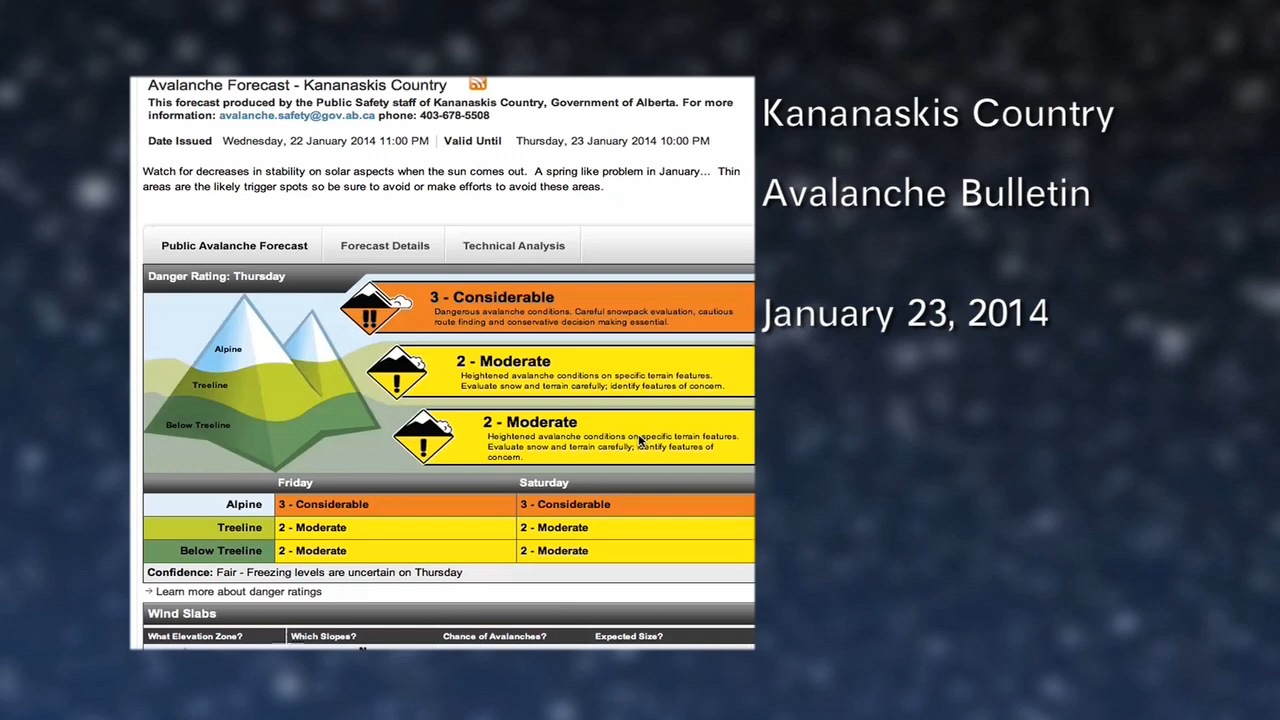 Avalanche Forecast - Kananaskis Country
This forecast produced by the Public Safety staff of Kananaskis Country, Government of Alberta. For more
information: avalanche.safety@gov.ab.ca phone: 403-678-5508
Date Issued Wednesday, 22 January 2014 11:00 PM Valid Until Thursday, 23 January 2014 10:00 PM
Watch for decreases in stability on solar aspects when the sun comes out. A spring like problem in January... Thin
areas are the likely trigger spots so be sure to avoid or make efforts to avoid these areas.
Public Avalanche Forecast Forecast Details Technical Analysis
Danger Rating: Thursday
Alpine
Treeline
Below Treeline
3 - Considerable
Dangerous avalanche conditions. Careful snowpack evaluation, cautious
route finding and conservative decision making essential.
2 - Moderate
Heightened avalanche conditions on specific terrain features.
Evaluate snow and terrain carefully; identify features of concern.
2 - Moderate
Heightened avalanche conditions on specific terrain features.
Evaluate snow and terrain carefully; identify features of
concern.
Friday Saturday
Alpine 3 - Considerable 3 - Considerable
Treeline 2 - Moderate 2 - Moderate
Below Treeline 2 - Moderate 2 - Moderate
Confidence: Fair - Freezing levels are uncertain on Thursday
→ Learn more about danger ratings
Wind Slabs
What Elevation Zone? Which Slopes? Chance of Avalanches? Expected Size?
Kananaskis Country
Avalanche Bulletin
January 23, 2014